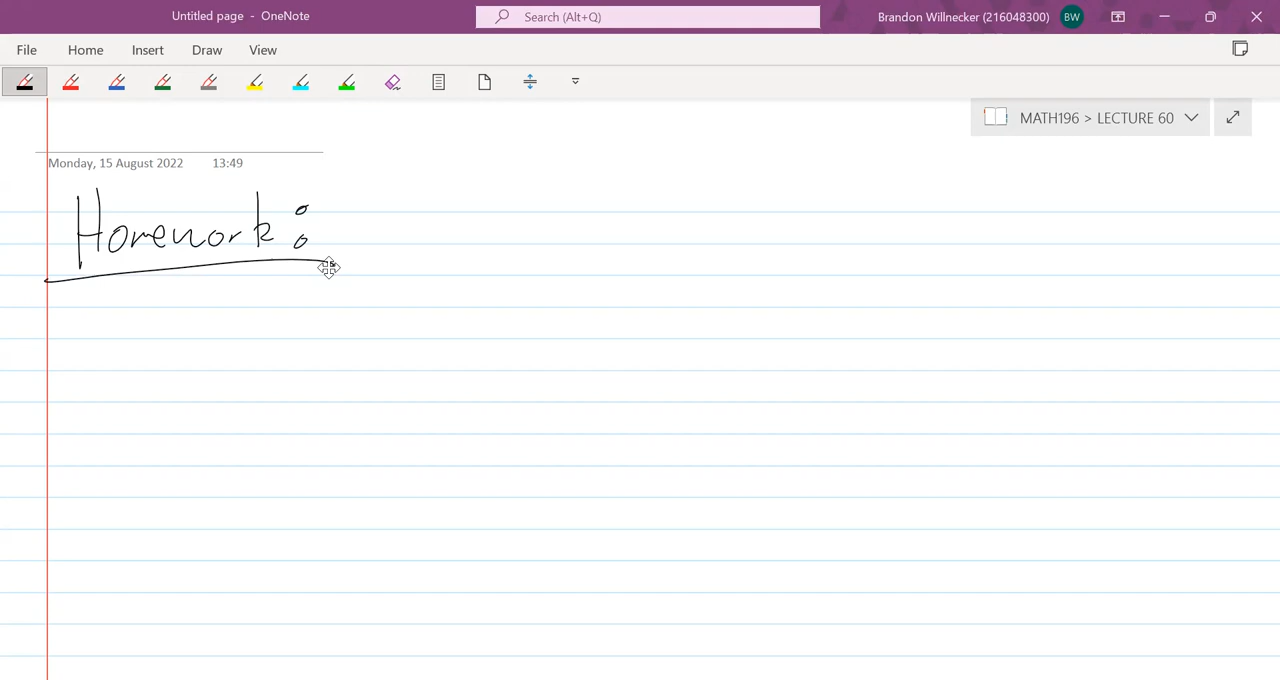 Untitled page - OneNote
Search (Alt+Q)
Brandon Willnecker (216048300)
BW
File
Home
Insert
Draw
View
MATH196 > LECTURE 60
Monday, 15 August 2022
13:49
Homework: